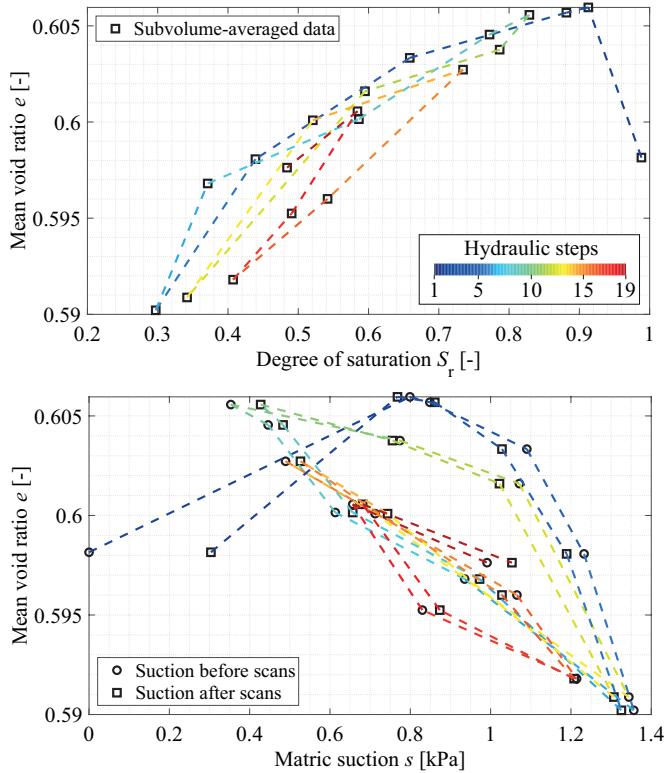 0.605
0.6
0.595
0.59
Mean void ratio e [-]
Subvolume-averaged data
Hydraulic steps
1 5 10 15 19
0.2 0.3 0.4 0.5 0.6 0.7 0.8 0.9 1
Degree of saturation Sr [-]
0.605
0.6
0.595
0.59
Mean void ratio e [-]
Suction before scans
Suction after scans
0 0.2 0.4 0.6 0.8 1 1.2 1.4
Matric suction s [kPa]